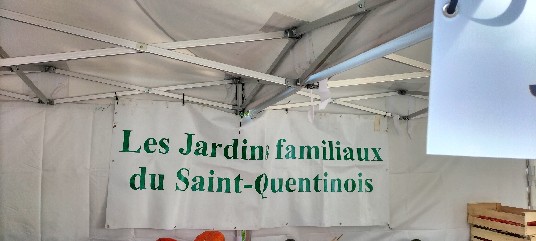 Les Jardins familiaux
du Saint-Quentinois